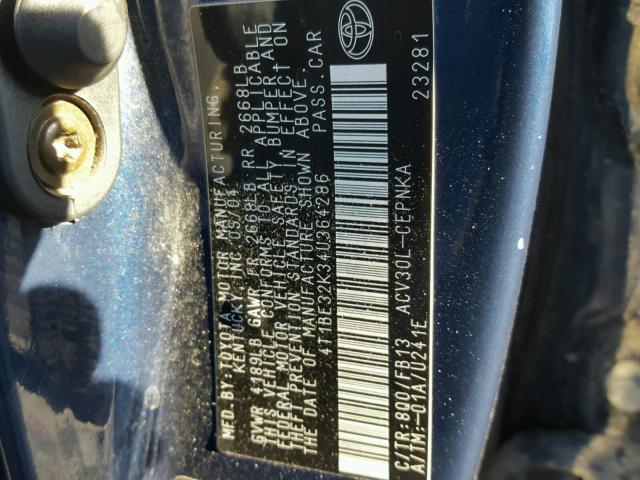 MFD. BY: TOYOTA MOTOR MANUFACTURING,
KENTUCKY, INC. 05/04
GVWR 4189LB GAWR FR 2668LB RR 2668LB
THIS VEHICLE CONFORMS TO ALL APPLICABLE
FEDERAL MOTOR VEHICLE SAFETY, BUMPER, AND
THEFT PREVENTION STANDARDS IN EFFECT ON
THE DATE OF MANUFACTURE SHOWN ABOVE.
4T1BE32K34U364286 PASS.CAR
C/TR:8Q0/FB13 ACV30L-CEPNKA 23281
A/TM:-01A/U241E